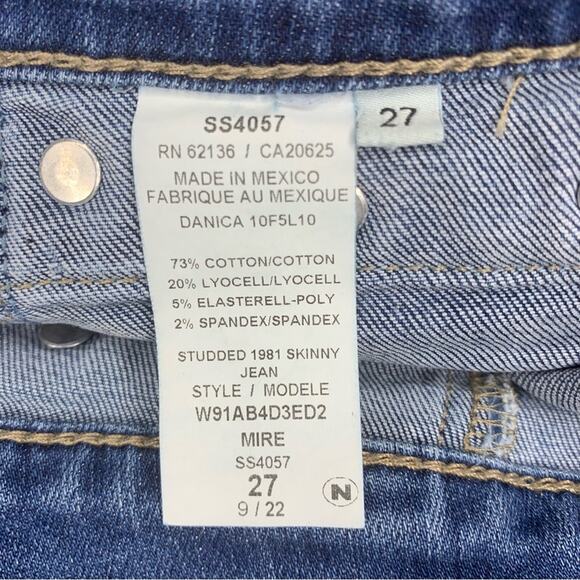 SS4057
RN 62136 / CA20625
MADE IN MEXICO
FABRIQUE AU MEXIQUE
DANICA 10F5L10
73% COTTON/COTTON
20% LYOCELL/LYOCELL
5% ELASTERELL-POLY
2% SPANDEX/SPANDEX
STUDDED 1981 SKINNY
JEAN
STYLE / MODELE
W91AB4D3ED2
MIRE
SS4057
27
9 / 22
N
27